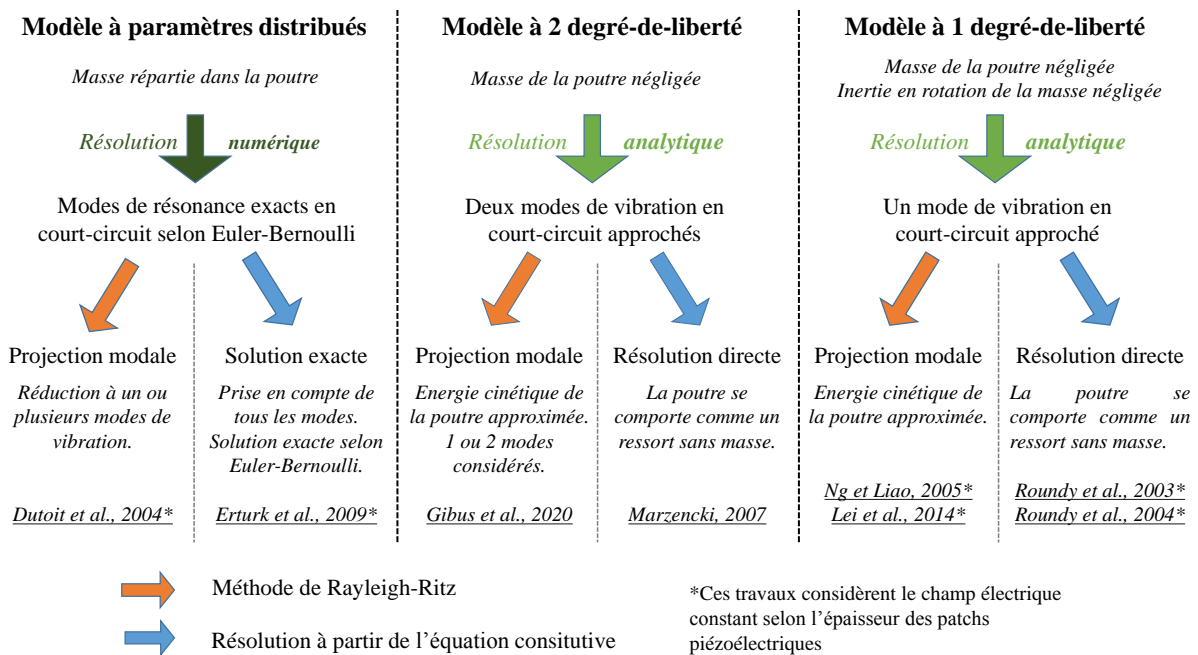 Modèle à paramètres distribués
Masse répartie dans la poutre
Résolution numérique
Modes de résonance exacts en
court-circuit selon Euler-Bernoulli
Projection modale
Réduction à un ou
plusieurs modes de
vibration.
Dutoit et al., 2004*
Solution exacte
Prise en compte de
tous les modes.
Solution exacte selon
Euler-Bernoulli.
Erturk et al., 2009*
Modèle à 2 degré-de-liberté
Masse de la poutre négligée
Résolution analytique
Deux modes de vibration en
court-circuit approchés
Projection modale
Energie cinétique de
la poutre approximée.
1 ou 2 modes
considérés.
Gibus et al., 2020
Résolution directe
La poutre se
comporte comme un
ressort sans masse.
Marzencki, 2007
Modèle à 1 degré-de-liberté
Masse de la poutre négligée
Inertie en rotation de la masse négligée
Résolution analytique
Un mode de vibration en
court-circuit approché
Projection modale
Energie cinétique de
la poutre approximée.
Ng et Liao, 2005*
Lei et al., 2014*
Résolution directe
La poutre se
comporte comme un
ressort sans masse.
Roundy et al., 2003*
Roundy et al., 2004*
Méthode de Rayleigh-Ritz
Résolution à partir de l'équation consitutive
*Ces travaux considèrent le champ électrique
constant selon l'épaisseur des patchs
piézoélectriques